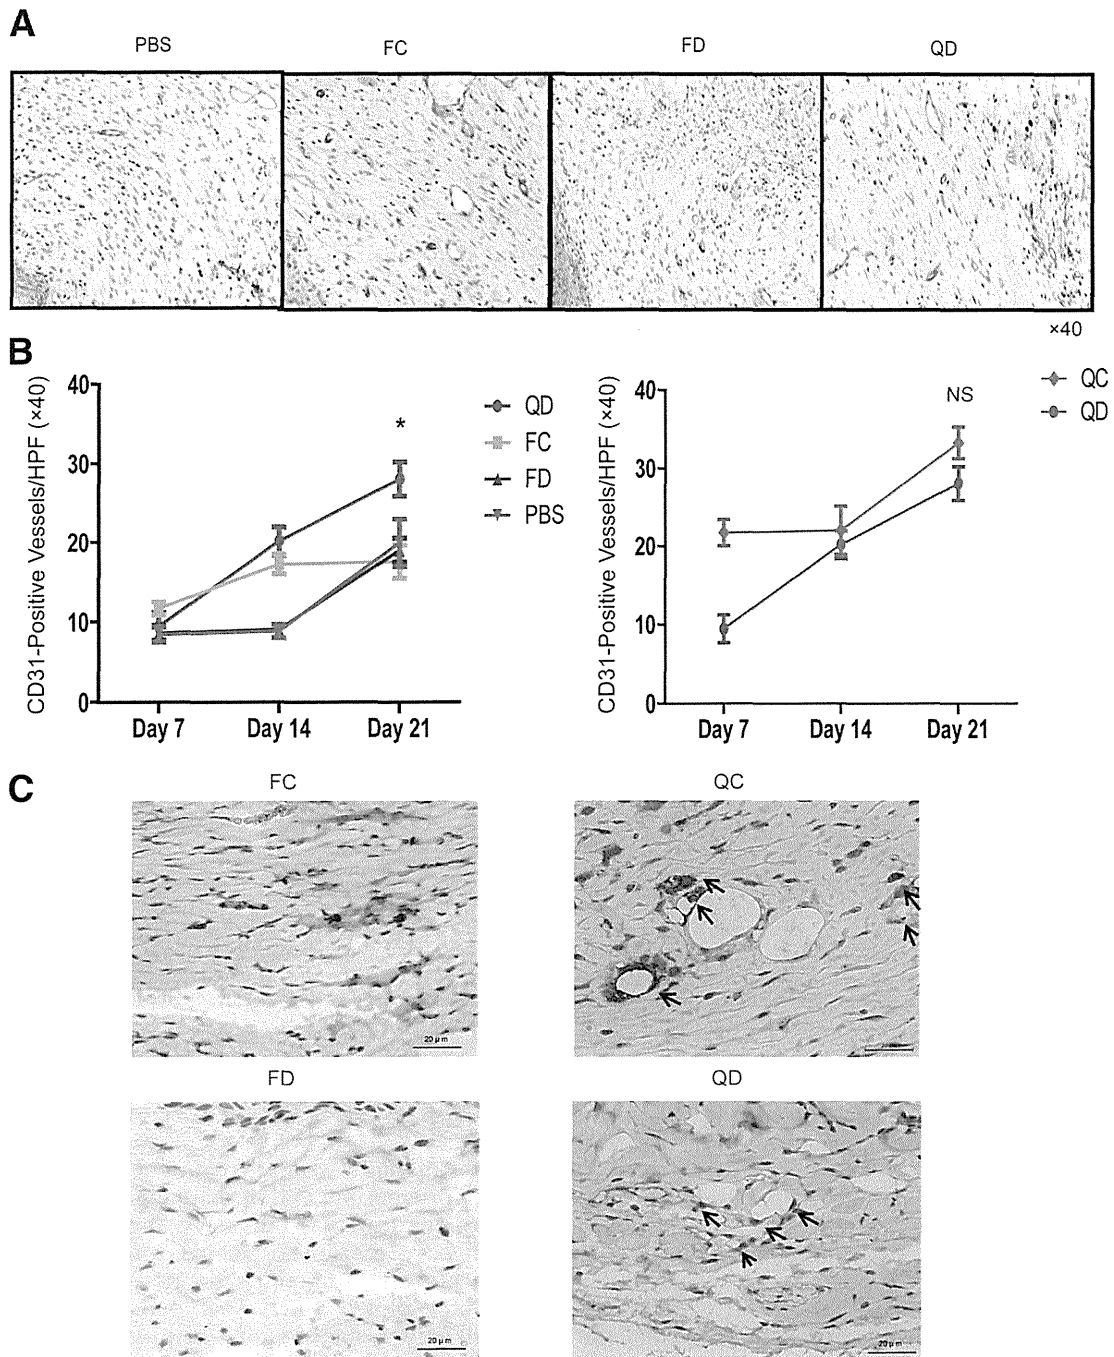 A
PBS FC FD QD
×40
B
CD31-Positive Vessels/HPF (×40)
40
30
20
10
0
Day 7 Day 14 Day 21
*
QD
FC
FD
PBS
CD31-Positive Vessels/HPF (×40)
40
30
20
10
0
Day 7 Day 14 Day 21
NS
QC
QD
C
FC QC
20 µm
FD QD
20 µm 20 µm